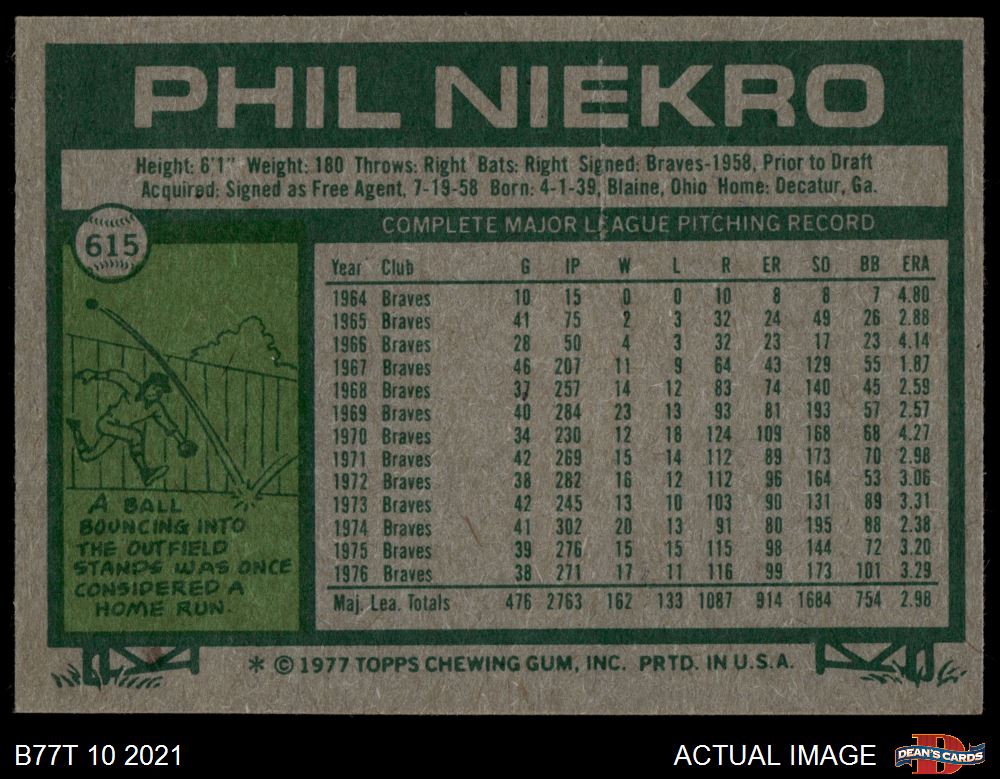 PHIL NIEKRO
Height: 6'1" Weight: 180 Throws: Right Bats: Right Signed: Braves-1958, Prior to Draft
Acquired: Signed as Free Agent, 7-19-58 Born: 4-1-39, Blaine, Ohio Home: Decatur, Ga.
615
COMPLETE MAJOR LEAGUE PITCHING RECORD
Year Club G IP W L R ER SO BB ERA
1964 Braves 10 15 0 0 10 8 8 7 4.80
1965 Braves 41 75 2 3 32 24 49 26 2.88
1966 Braves 28 50 4 3 32 23 17 23 4.14
1967 Braves 46 207 11 9 64 43 129 55 1.87
1968 Braves 37 257 14 12 83 74 140 45 2.59
1969 Braves 40 284 23 13 93 81 193 57 2.57
1970 Braves 34 230 12 18 124 109 168 68 4.27
1971 Braves 42 269 15 14 112 89 173 70 2.98
1972 Braves 38 282 16 12 112 96 164 53 3.06
1973 Braves 42 245 13 10 103 90 131 89 3.31
1974 Braves 41 302 20 13 91 80 195 88 2.38
1975 Braves 39 276 15 15 115 98 144 72 3.20
1976 Braves 38 271 17 11 116 99 173 101 3.29
Maj. Lea. Totals 476 2763 162 133 1087 914 1684 754 2.98
A BALL
BOUNCING INTO
THE OUTFIELD
STANDS WAS ONCE
CONSIDERED A
HOME RUN.
* © 1977 TOPPS CHEWING GUM, INC. PRTD. IN U.S.A.
B77T 10 2021
ACTUAL IMAGE
D
DEAN'S CARDS